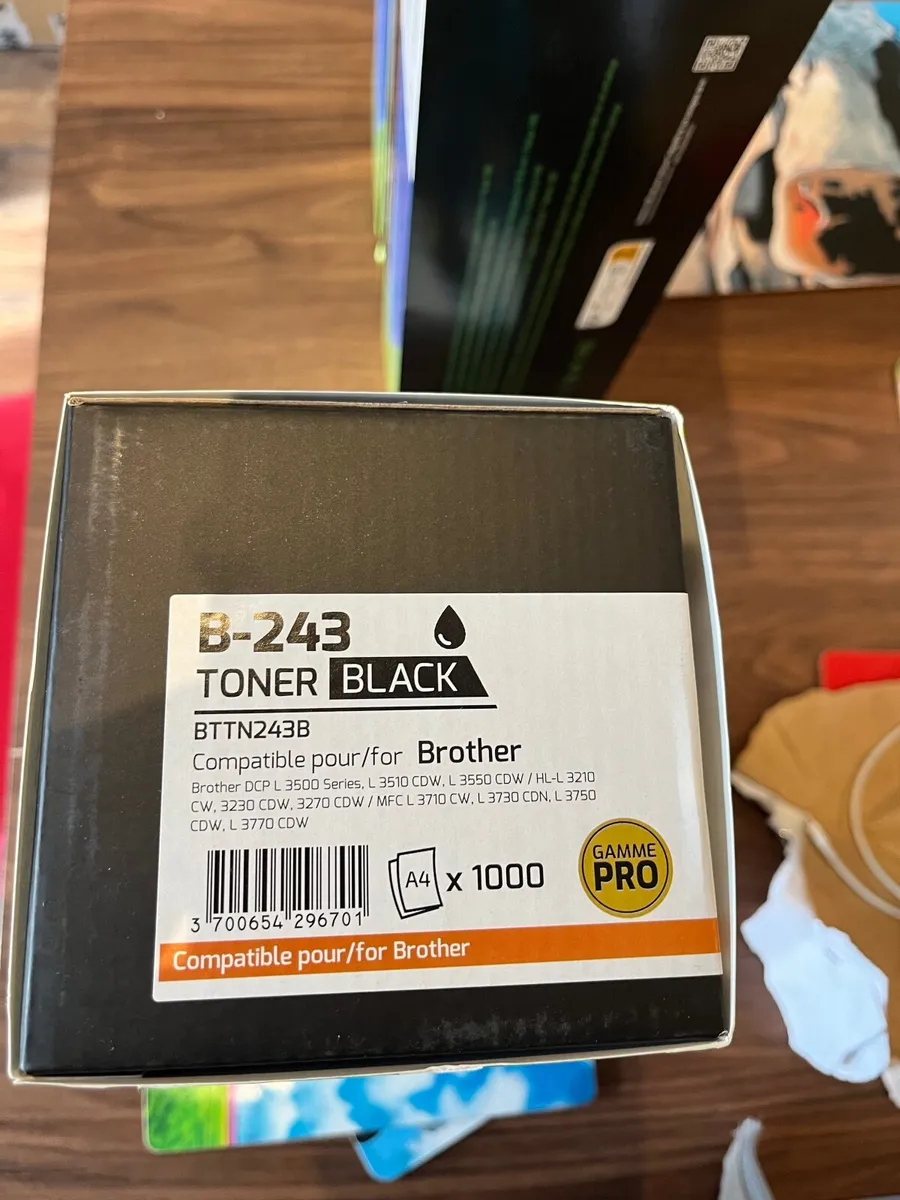 B-243
TONER BLACK
BTTN243B
Compatible pour/for Brother
Brother DCP L 3500 Series, L 3510 CDW, L 3550 CDW / HL-L 3210
CW, 3230 CDW, 3270 CDW / MFC L 3710 CW, L 3730 CDN, L 3750
CDW, L 3770 CDW
A4 x 1000
GAMME
PRO
3 700654 296701
Compatible pour/for Brother